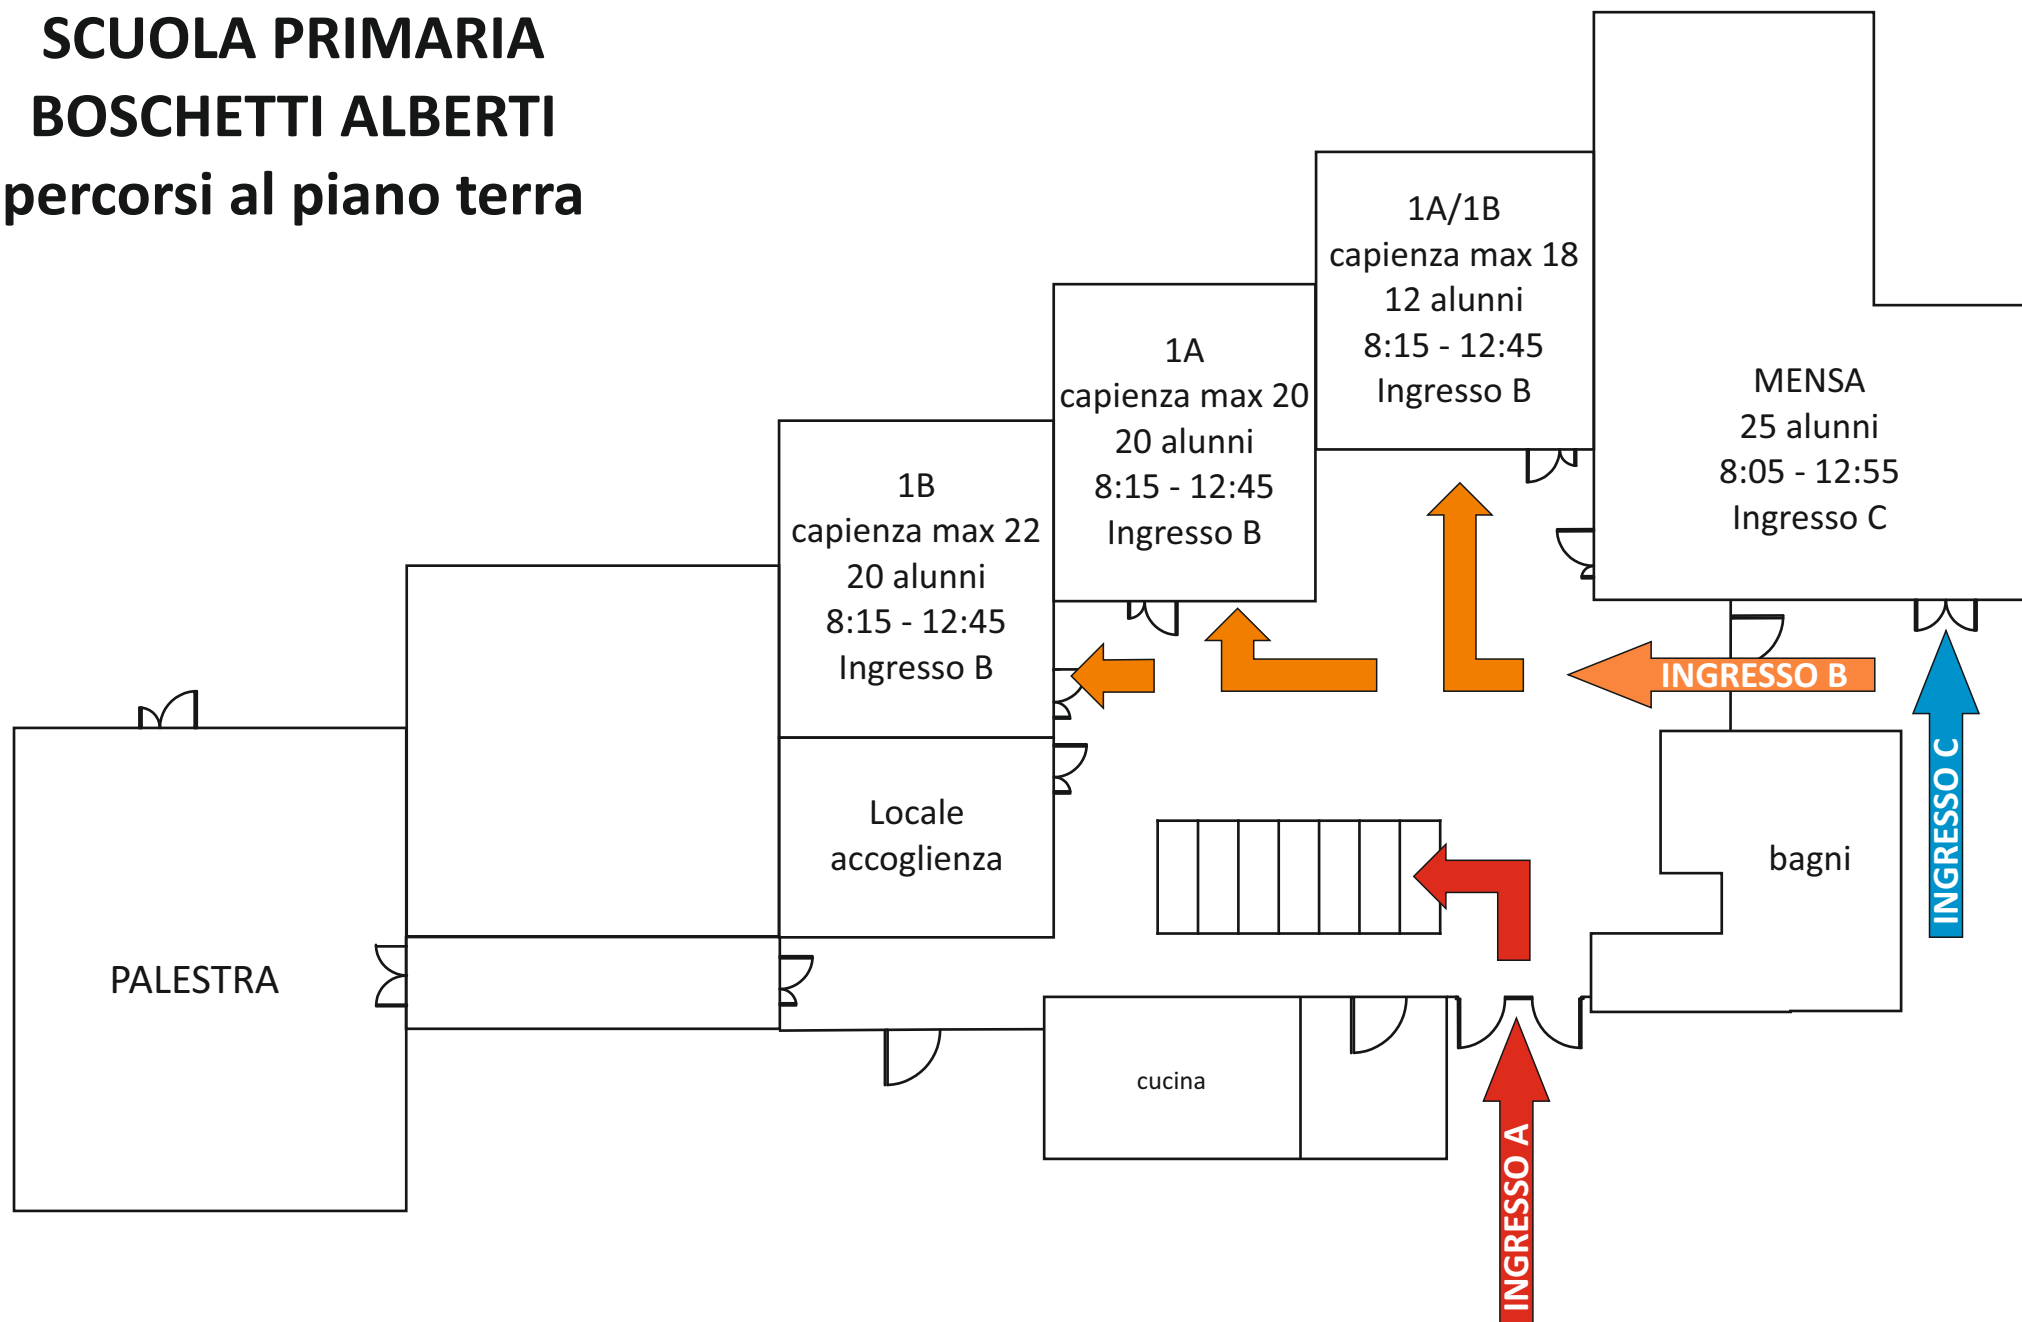 SCUOLA PRIMARIA
BOSCHETTI ALBERTI
percorsi al piano terra
1A/1B
capienza max 18
12 alunni
8:15 - 12:45
Ingresso B
1A
capienza max 20
20 alunni
8:15 - 12:45
Ingresso B
MENSA
25 alunni
8:05 - 12:55
Ingresso C
1B
capienza max 22
20 alunni
8:15 - 12:45
Ingresso B
INGRESSO B
INGRESSO C
Locale
accoglienza
bagni
PALESTRA
cucina
INGRESSO A